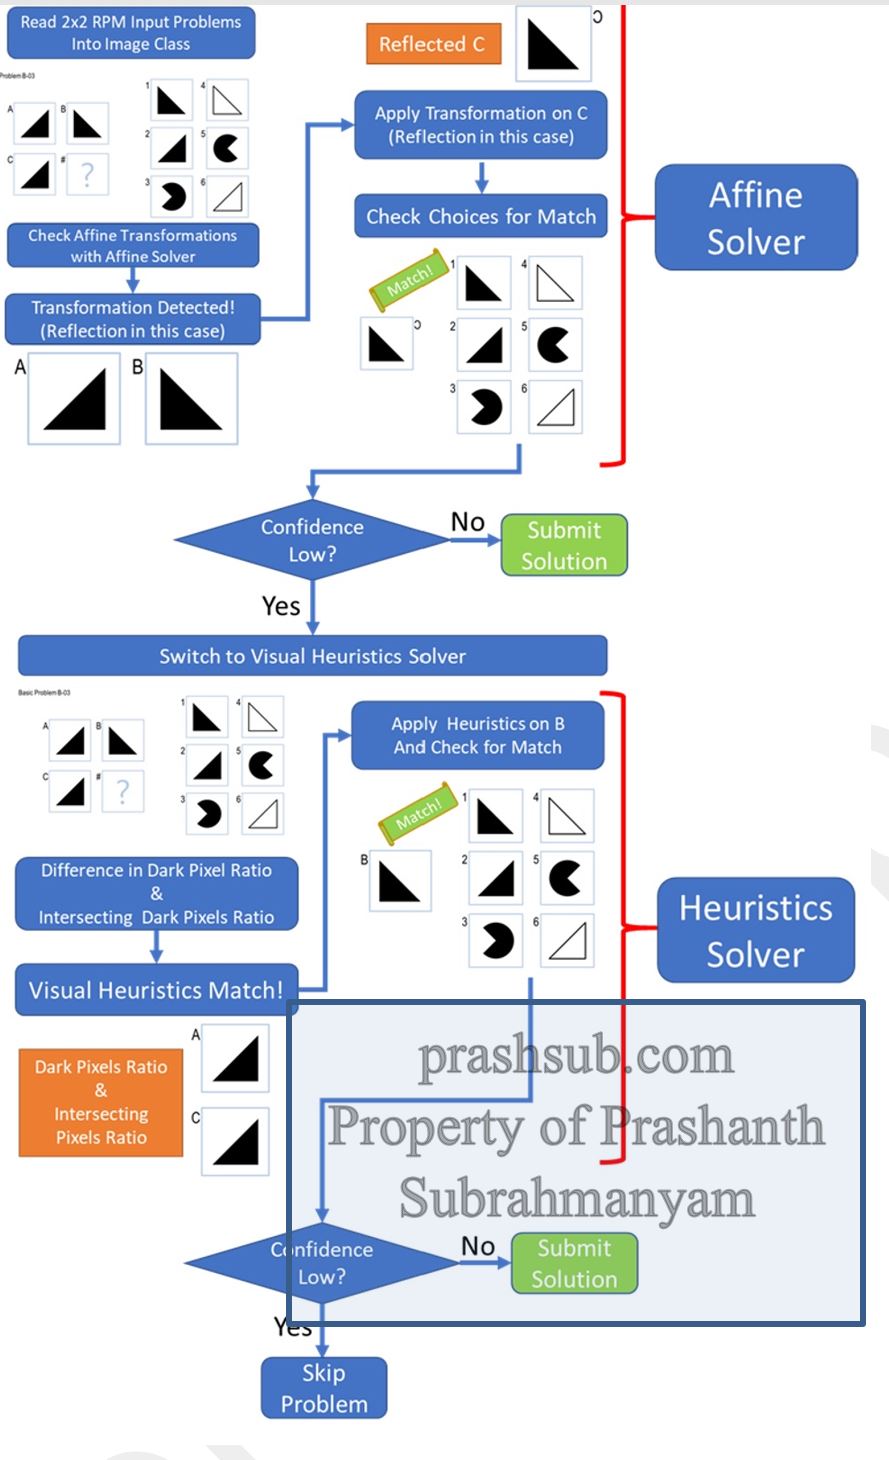 Read 2x2 RPM Input Problems
Into Image Class
Problem B-03
A
B
C
#
?
1
4
2
5
3
6
Check Affine Transformations
with Affine Solver
Transformation Detected!
(Reflection in this case)
A
B
Reflected C
C
Apply Transformation on C
(Reflection in this case)
Check Choices for Match
Match!
C
1
4
2
5
3
6
Affine
Solver
Confidence
Low?
No
Submit
Solution
Yes
Switch to Visual Heuristics Solver
Basic Problem B-03
A
B
C
#
?
1
4
2
5
3
6
Difference in Dark Pixel Ratio
&
Intersecting Dark Pixels Ratio
Visual Heuristics Match!
Dark Pixels Ratio
&
Intersecting
Pixels Ratio
A
C
Apply Heuristics on B
And Check for Match
Match!
B
1
4
2
5
3
6
Heuristics
Solver
prashsub.com
Property of Prashanth
Subrahmanyam
Confidence
Low?
No
Submit
Solution
Yes
Skip
Problem